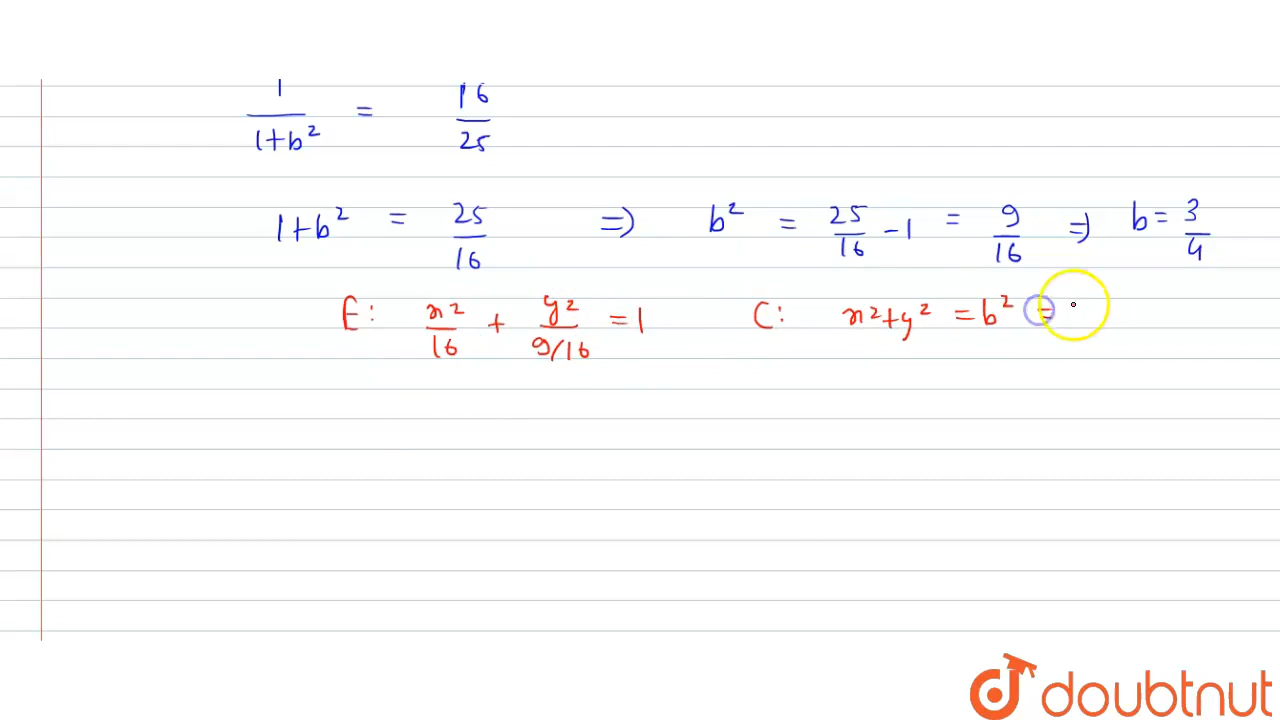 1/(1+b²) = 16/25
1+b² = 25/16 ⇒ b² = 25/16 - 1 = 9/16 ⇒ b = 3/4
E: x²/16 + y²/(9/16) = 1 C: x²+y² = b² =
doubtnut